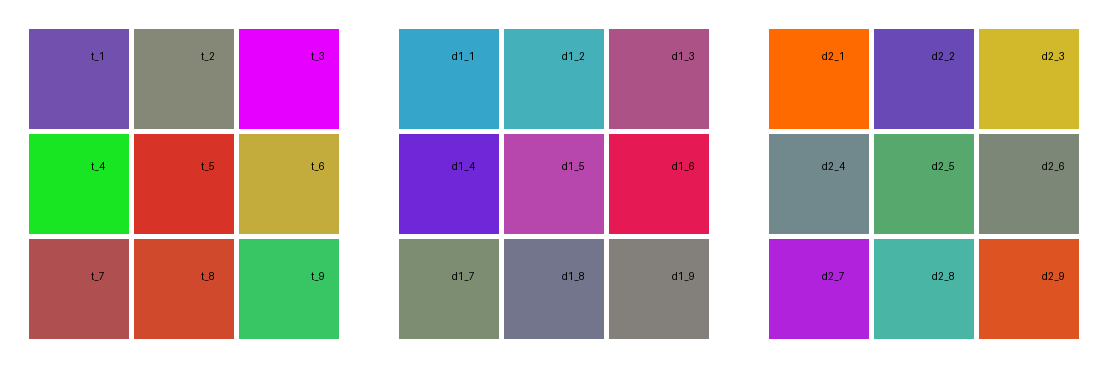 t_1 t_2 t_3 d1_1 d1_2 d1_3 d2_1 d2_2 d2_3
t_4 t_5 t_6 d1_4 d1_5 d1_6 d2_4 d2_5 d2_6
t_7 t_8 t_9 d1_7 d1_8 d1_9 d2_7 d2_8 d2_9